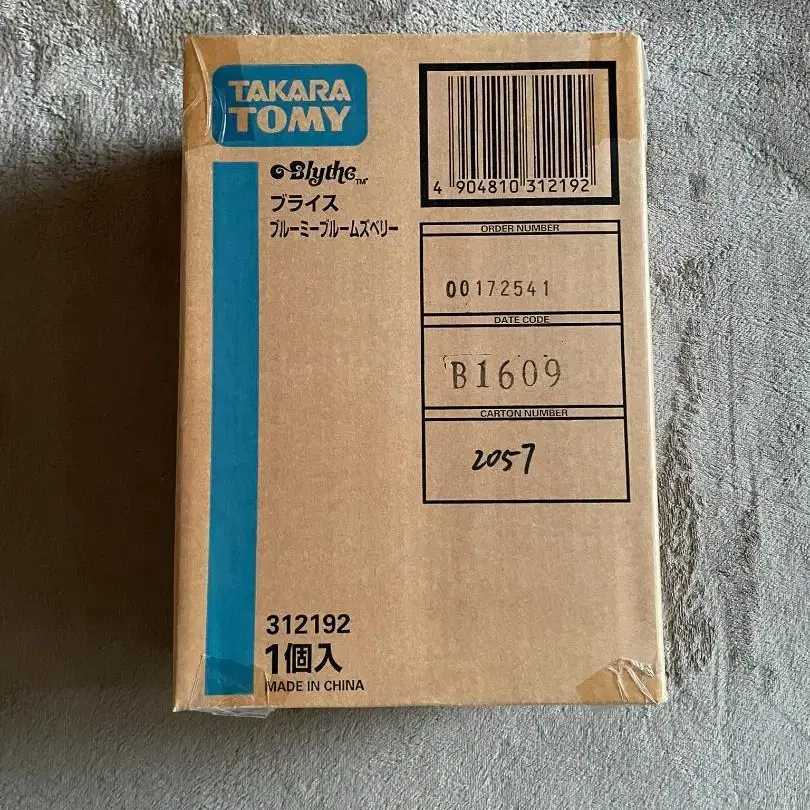 TAKARA
TOMY
Blythe™
ブライス
ブルーミーブルームズベリー
4 904810 312192
ORDER NUMBER
00172541
DATE CODE
B1609
CARTON NUMBER
2057
312192
1個入
MADE IN CHINA